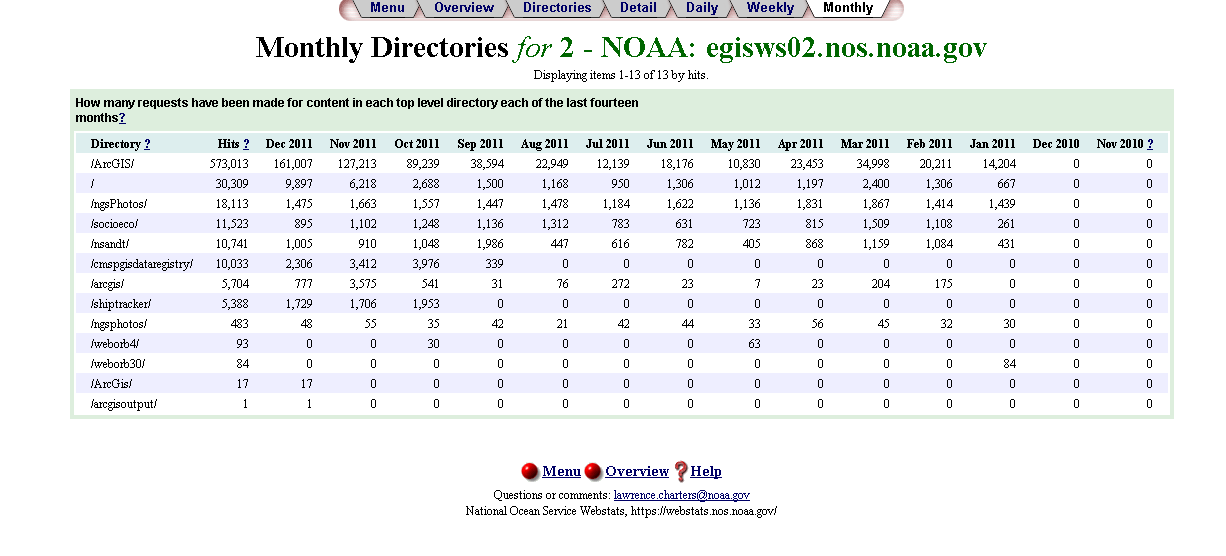 Menu Overview Directories Detail Daily Weekly Monthly
Monthly Directories for 2 - NOAA: egisws02.nos.noaa.gov
Displaying items 1-13 of 13 by hits.
How many requests have been made for content in each top level directory each of the last fourteen
months?
Directory ? Hits ? Dec 2011 Nov 2011 Oct 2011 Sep 2011 Aug 2011 Jul 2011 Jun 2011 May 2011 Apr 2011 Mar 2011 Feb 2011 Jan 2011 Dec 2010 Nov 2010 ?
/ArcGIS/ 573,013 161,007 127,213 89,239 38,594 22,949 12,139 18,176 10,830 23,453 34,998 20,211 14,204 0 0
/ 30,309 9,897 6,218 2,688 1,500 1,168 950 1,306 1,012 1,197 2,400 1,306 667 0 0
/ngsPhotos/ 18,113 1,475 1,663 1,557 1,447 1,478 1,184 1,622 1,136 1,831 1,867 1,414 1,439 0 0
/socioeco/ 11,523 895 1,102 1,248 1,136 1,312 783 631 723 815 1,509 1,108 261 0 0
/nsandt/ 10,741 1,005 910 1,048 1,986 447 616 782 405 868 1,159 1,084 431 0 0
/cmspgisdataregistry/ 10,033 2,306 3,412 3,976 339 0 0 0 0 0 0 0 0 0 0
/arcgis/ 5,704 777 3,575 541 31 76 272 23 7 23 204 175 0 0 0
/shiptracker/ 5,388 1,729 1,706 1,953 0 0 0 0 0 0 0 0 0 0 0
/ngsphotos/ 483 48 55 35 42 21 42 44 33 56 45 32 30 0 0
/weborb4/ 93 0 0 30 0 0 0 0 63 0 0 0 0 0 0
/weborb30/ 84 0 0 0 0 0 0 0 0 0 0 0 84 0 0
/ArcGis/ 17 17 0 0 0 0 0 0 0 0 0 0 0 0 0
/arcgisoutput/ 1 1 0 0 0 0 0 0 0 0 0 0 0 0 0
Menu Overview ? Help
Questions or comments: lawrence.charters@noaa.gov
National Ocean Service Webstats, https://webstats.nos.noaa.gov/